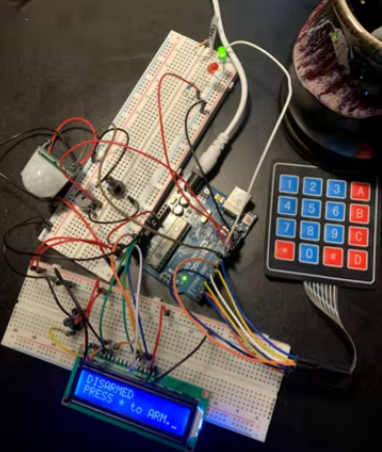 1 2 3 A
4 5 6 B
7 8 9 C
* 0 # D
DISARMED
PRESS * to ARM._